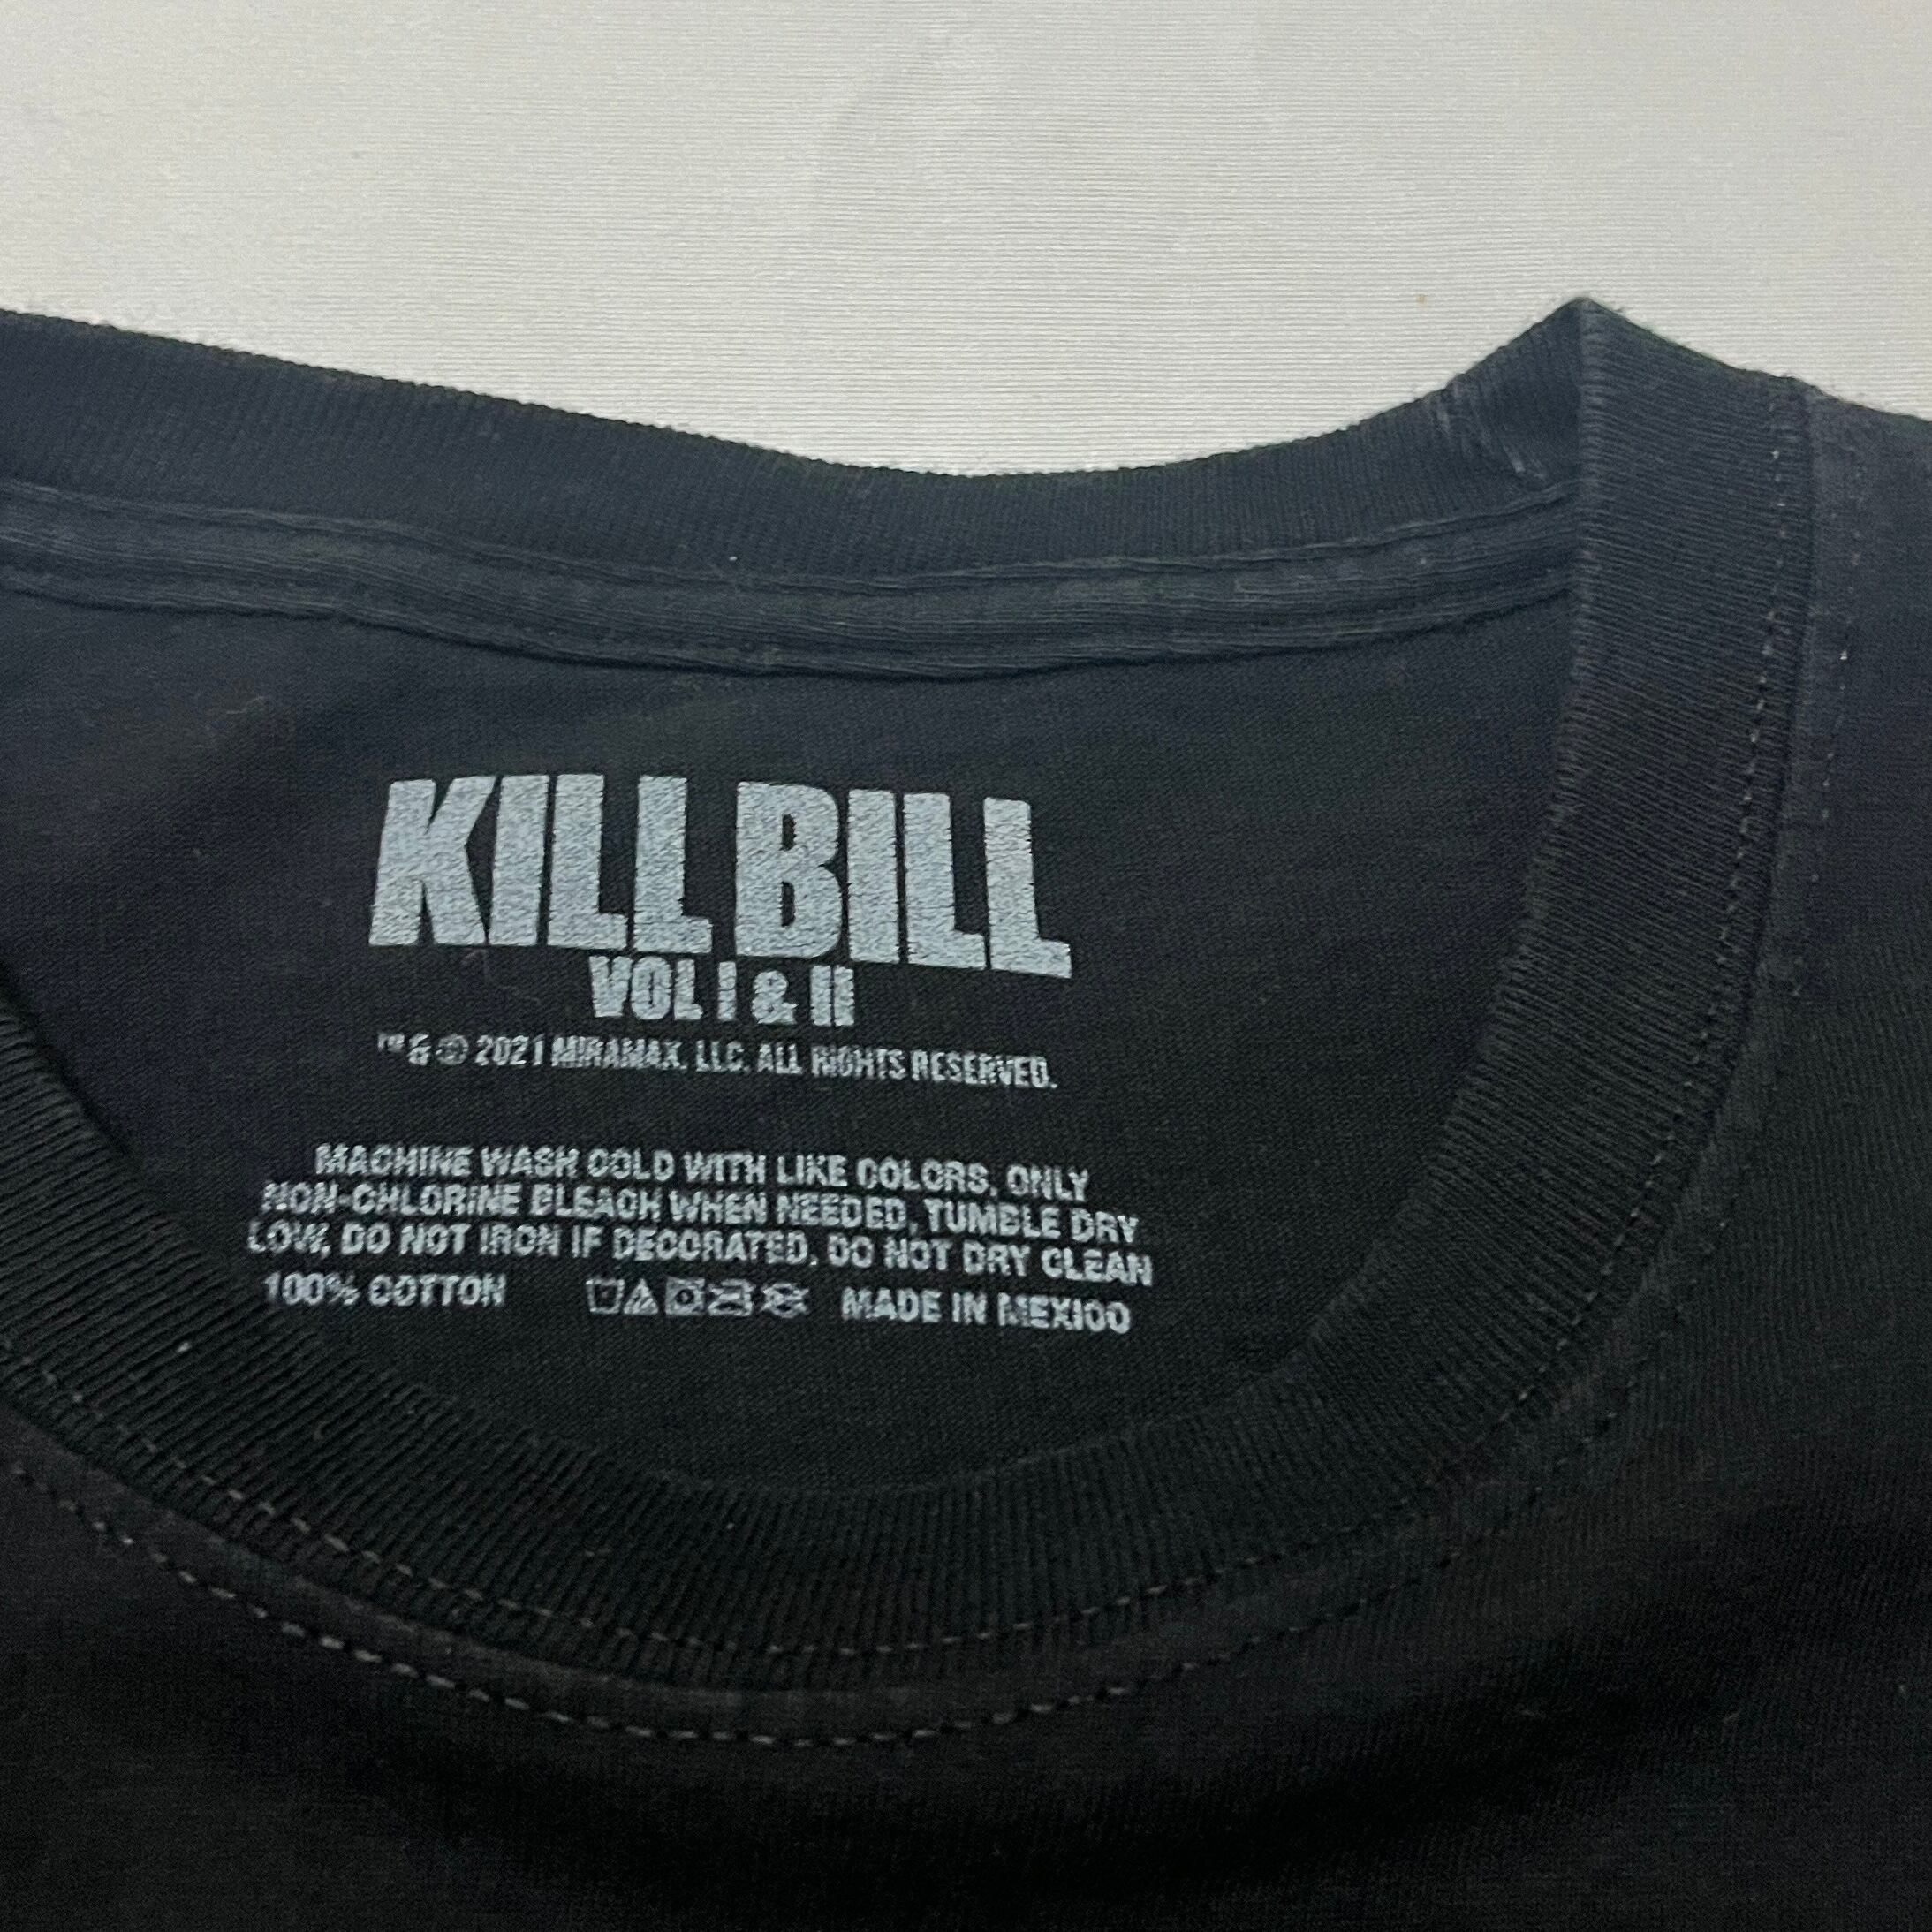 KILL BILL
VOL I & II
™ & © 2021 MIRAMAX, LLC. ALL RIGHTS RESERVED.
MACHINE WASH COLD WITH LIKE COLORS, ONLY
NON-CHLORINE BLEACH WHEN NEEDED, TUMBLE DRY
LOW, DO NOT IRON IF DECORATED, DO NOT DRY CLEAN
100% COTTON MADE IN MEXICO